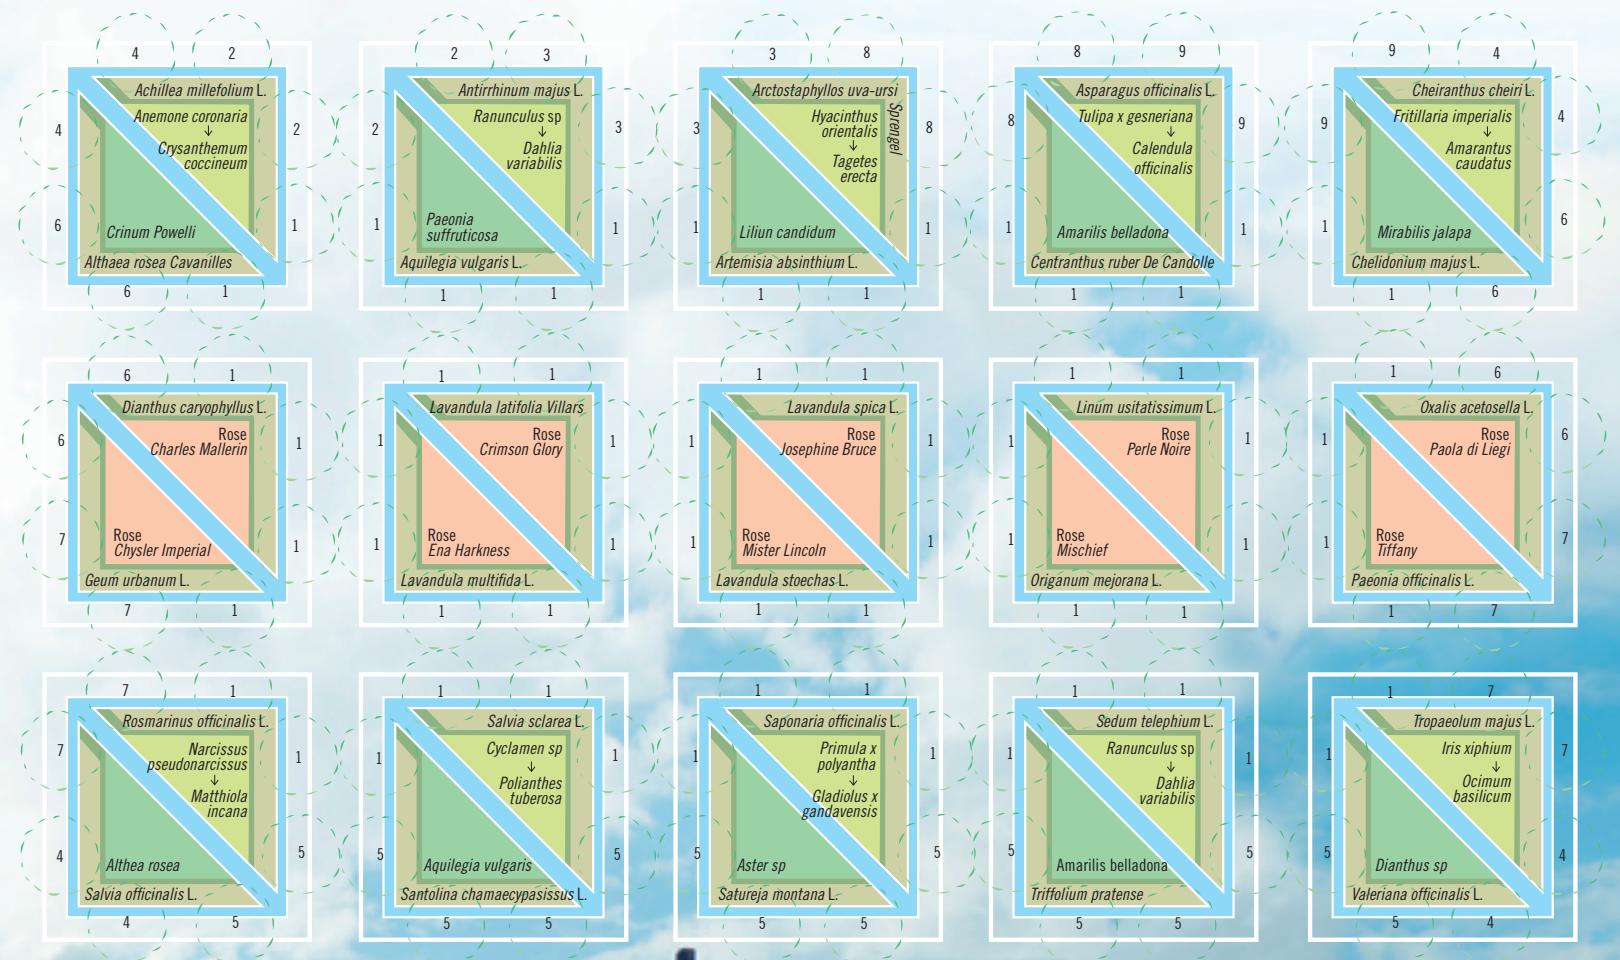 4 2
Achillea millefolium L.
Anemone coronaria
4 2
↓
Crysanthemum
coccineum
6 Crinum Powelli 1
Althaea rosea Cavanilles
6 1
2 3
Antirrhinum majus L.
Ranunculus sp
2 3
↓
Dahlia
variabilis
Paeonia
1 suffruticosa 1
Aquilegia vulgaris L.
1 1
3 8
Arctostaphyllos uva-ursi
Sprengel
Hyacinthus
3 orientalis 8
↓
Tagetes
erecta
1 Liliun candidum 1
Artemisia absinthium L.
1 1
8 9
Asparagus officinalis L.
Tulipa x gesneriana
8 9
↓
Calendula
officinalis
1 Amarilis belladona 1
Centranthus ruber De Candolle
1 1
9 4
Cheiranthus cheiri L.
Fritillaria imperialis
9 4
↓
Amarantus
caudatus
1 Mirabilis jalapa 6
Chelidonium majus L.
1 6
6 1
Dianthus caryophyllus L.
Rose
6 Charles Mallerin 1
Rose
7 Chysler Imperial 1
Geum urbanum L.
7 1
1 1
Lavandula latifolia Villars
Rose
1 Crimson Glory 1
Rose
1 Ena Harkness 1
Lavandula multifida L.
1 1
1 1
Lavandula spica L.
Rose
1 Josephine Bruce 1
Rose
1 Mister Lincoln 1
Lavandula stoechas L.
1 1
1 1
Linum usitatissimum L.
Rose
1 Perle Noire 1
Rose
1 Mischief 1
Origanum mejorana L.
1 1
1 6
Oxalis acetosella L.
Rose
1 Paola di Liegi 6
Rose
1 Tiffany 7
Paeonia officinalis L.
1 7
7 1
Rosmarinus officinalis L.
Narcissus
7 pseudonarcissus 1
↓
Matthiola
incana
4 Althea rosea 5
Salvia officinalis L.
4 5
1 1
Salvia sclarea L.
Cyclamen sp
1 1
↓
Polianthes
tuberosa
5 Aquilegia vulgaris 5
Santolina chamaecypasissus L.
5 5
1 1
Saponaria officinalis L.
Primula x
1 polyantha 1
↓
Gladiolus x
gandavensis
5 Aster sp 5
Satureja montana L.
5 5
1 1
Sedum telephium L.
Ranunculus sp
1 1
↓
Dahlia
variabilis
5 Amarilis belladona 5
Triffolium pratense
5 5
1 7
Tropaeolum majus L.
Iris xiphium
1 7
↓
Ocimum
basilicum
5 Dianthus sp 4
Valeriana officinalis L.
5 4